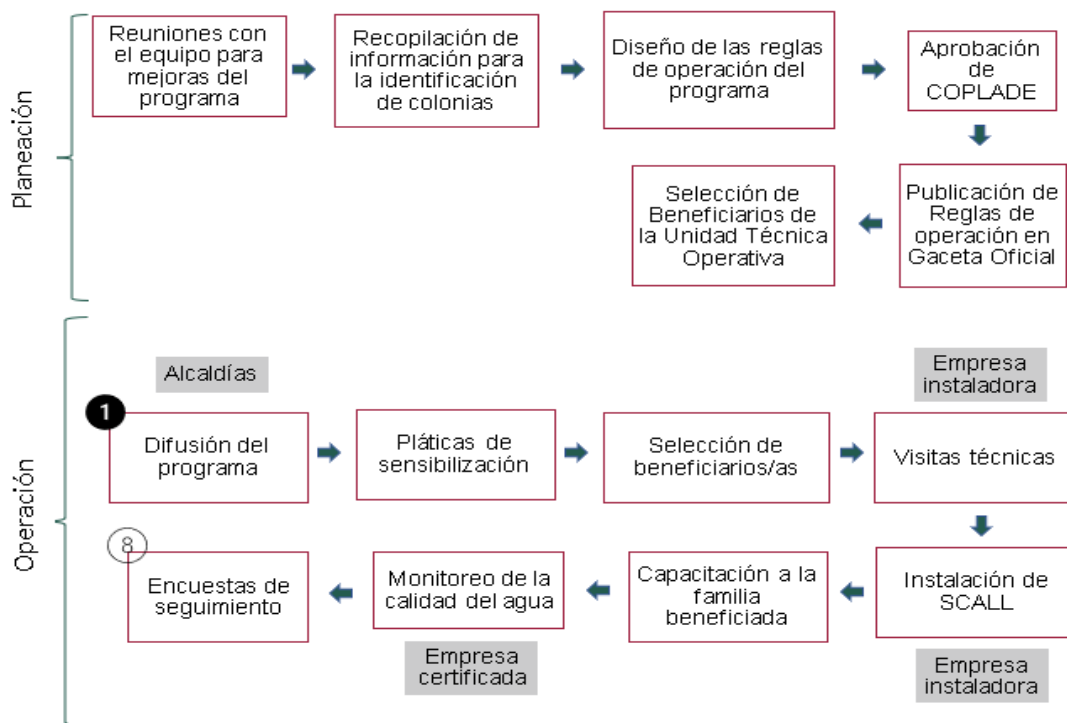 Planeación
Reuniones con
el equipo para
mejoras del
programa
Recopilación de
información para
la identificación
de colonias
Diseño de las reglas
de operación del
programa
Aprobación
de
COPLADE
Publicación de
Reglas de
operación en
Gaceta Oficial
Selección de
Beneficiarios de
la Unidad Técnica
Operativa
Operación
Alcaldías
1
Difusión del
programa
Pláticas de
sensibilización
Selección de
beneficiarios/as
Empresa
instaladora
Visitas técnicas
Instalación de
SCALL
Empresa
instaladora
Capacitación a la
familia
beneficiada
Monitoreo de la
calidad del agua
Empresa
certificada
8
Encuestas de
seguimiento